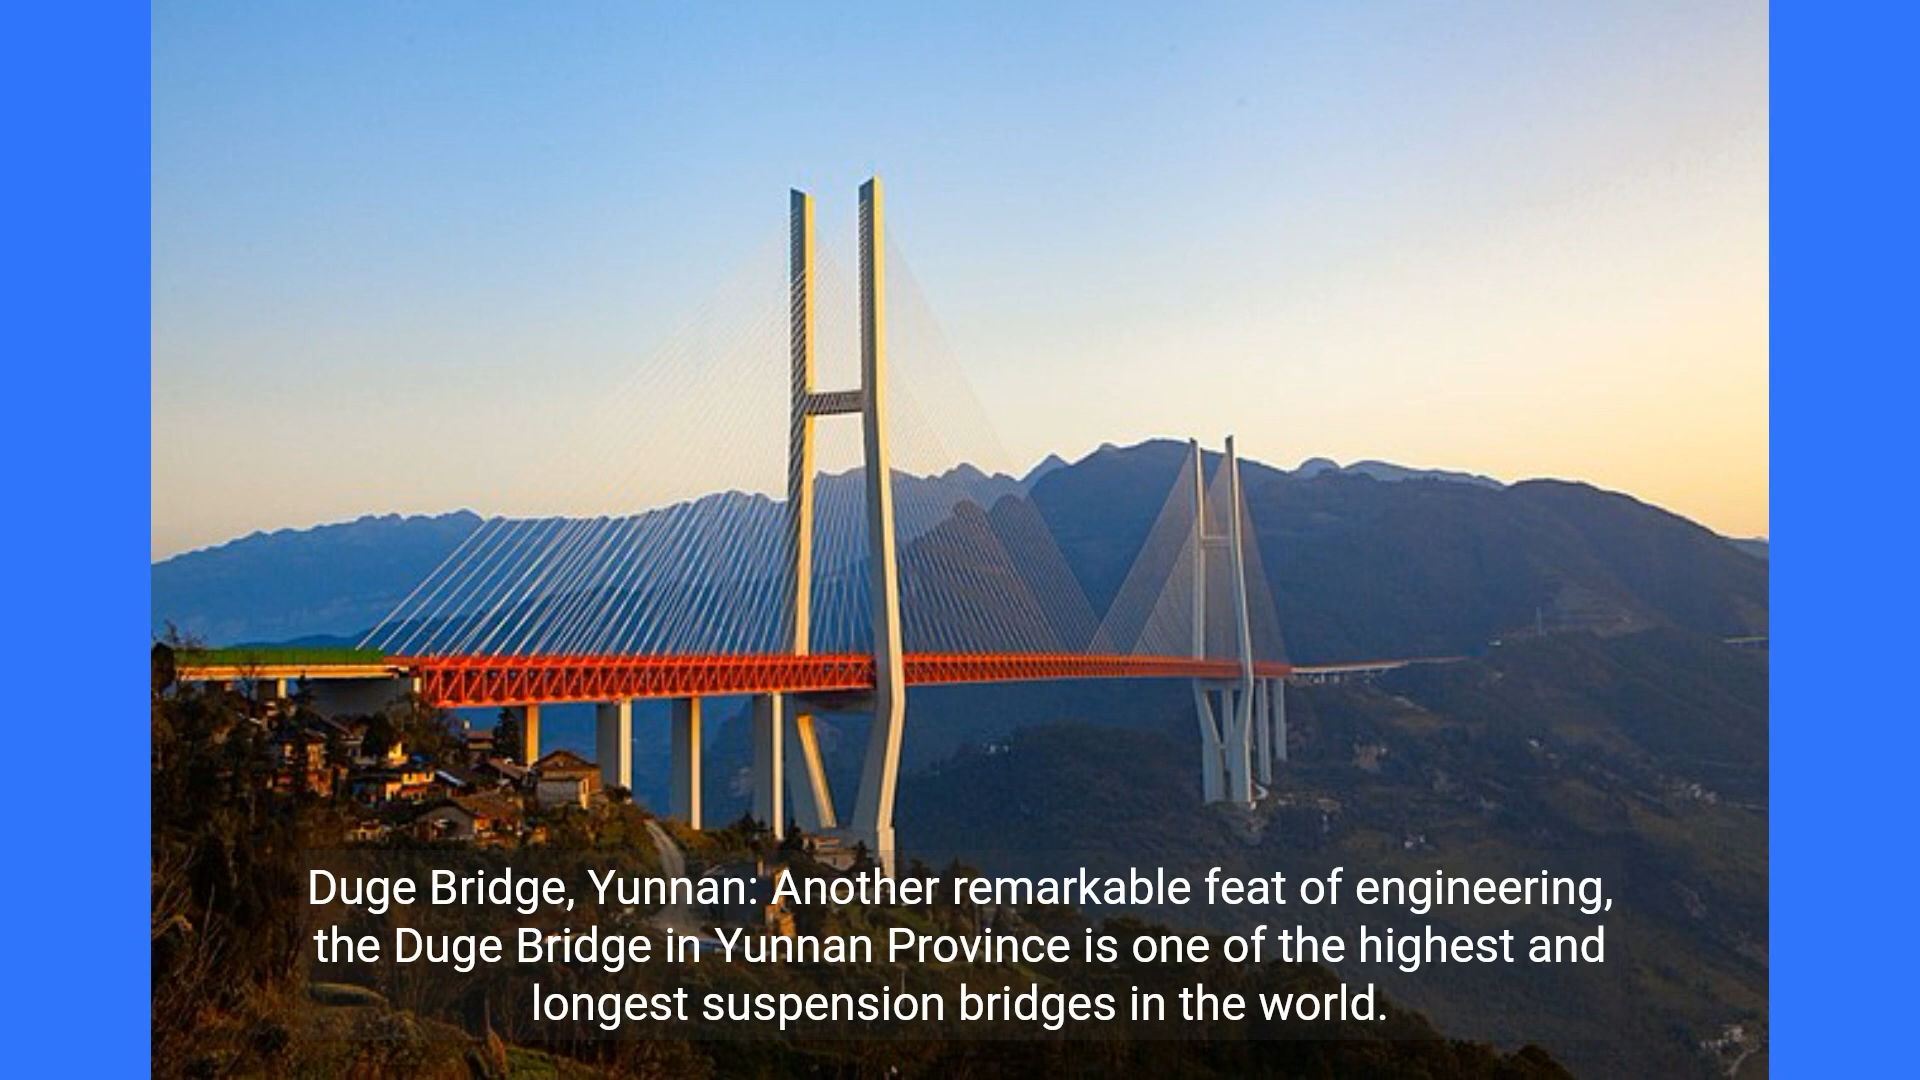 Duge Bridge, Yunnan: Another remarkable feat of engineering,
the Duge Bridge in Yunnan Province is one of the highest and
longest suspension bridges in the world.